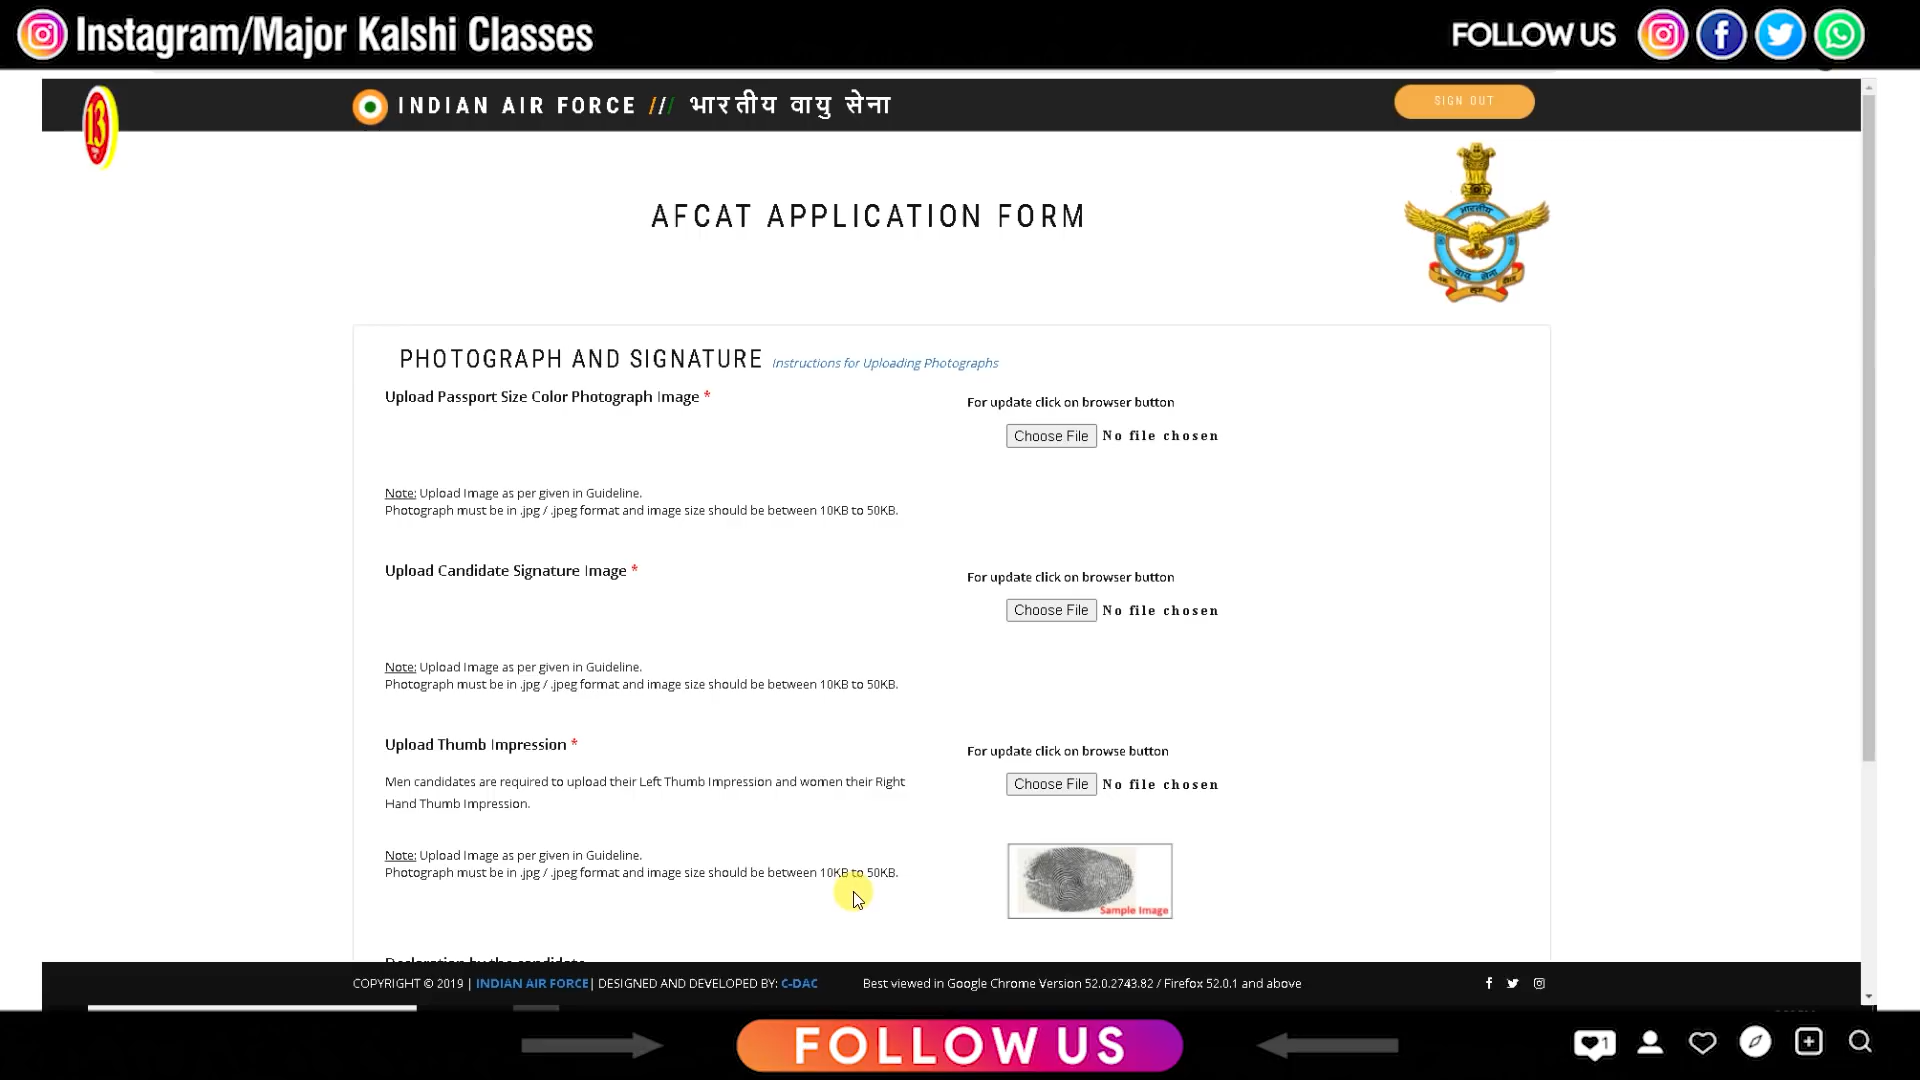 Instagram/Major Kalshi Classes
FOLLOW US
13
INDIAN AIR FORCE /// भारतीय वायु सेना
SIGN OUT
AFCAT APPLICATION FORM
PHOTOGRAPH AND SIGNATURE Instructions for Uploading Photographs
Upload Passport Size Color Photograph Image *
For update click on browser button
Choose File No file chosen
Note: Upload Image as per given in Guideline.
Photograph must be in .jpg / .jpeg format and image size should be between 10KB to 50KB.
Upload Candidate Signature Image *
For update click on browser button
Choose File No file chosen
Note: Upload Image as per given in Guideline.
Photograph must be in .jpg / .jpeg format and image size should be between 10KB to 50KB.
Upload Thumb Impression *
For update click on browse button
Men candidates are required to upload their Left Thumb Impression and women their Right
Hand Thumb Impression.
Choose File No file chosen
Note: Upload Image as per given in Guideline.
Photograph must be in .jpg / .jpeg format and image size should be between 10KB to 50KB.
Sample Image
Declaration by the candidate
COPYRIGHT © 2019 | INDIAN AIR FORCE| DESIGNED AND DEVELOPED BY: C-DAC
Best viewed in Google Chrome Version 52.0.2743.82 / Firefox 52.0.1 and above
FOLLOW US
1